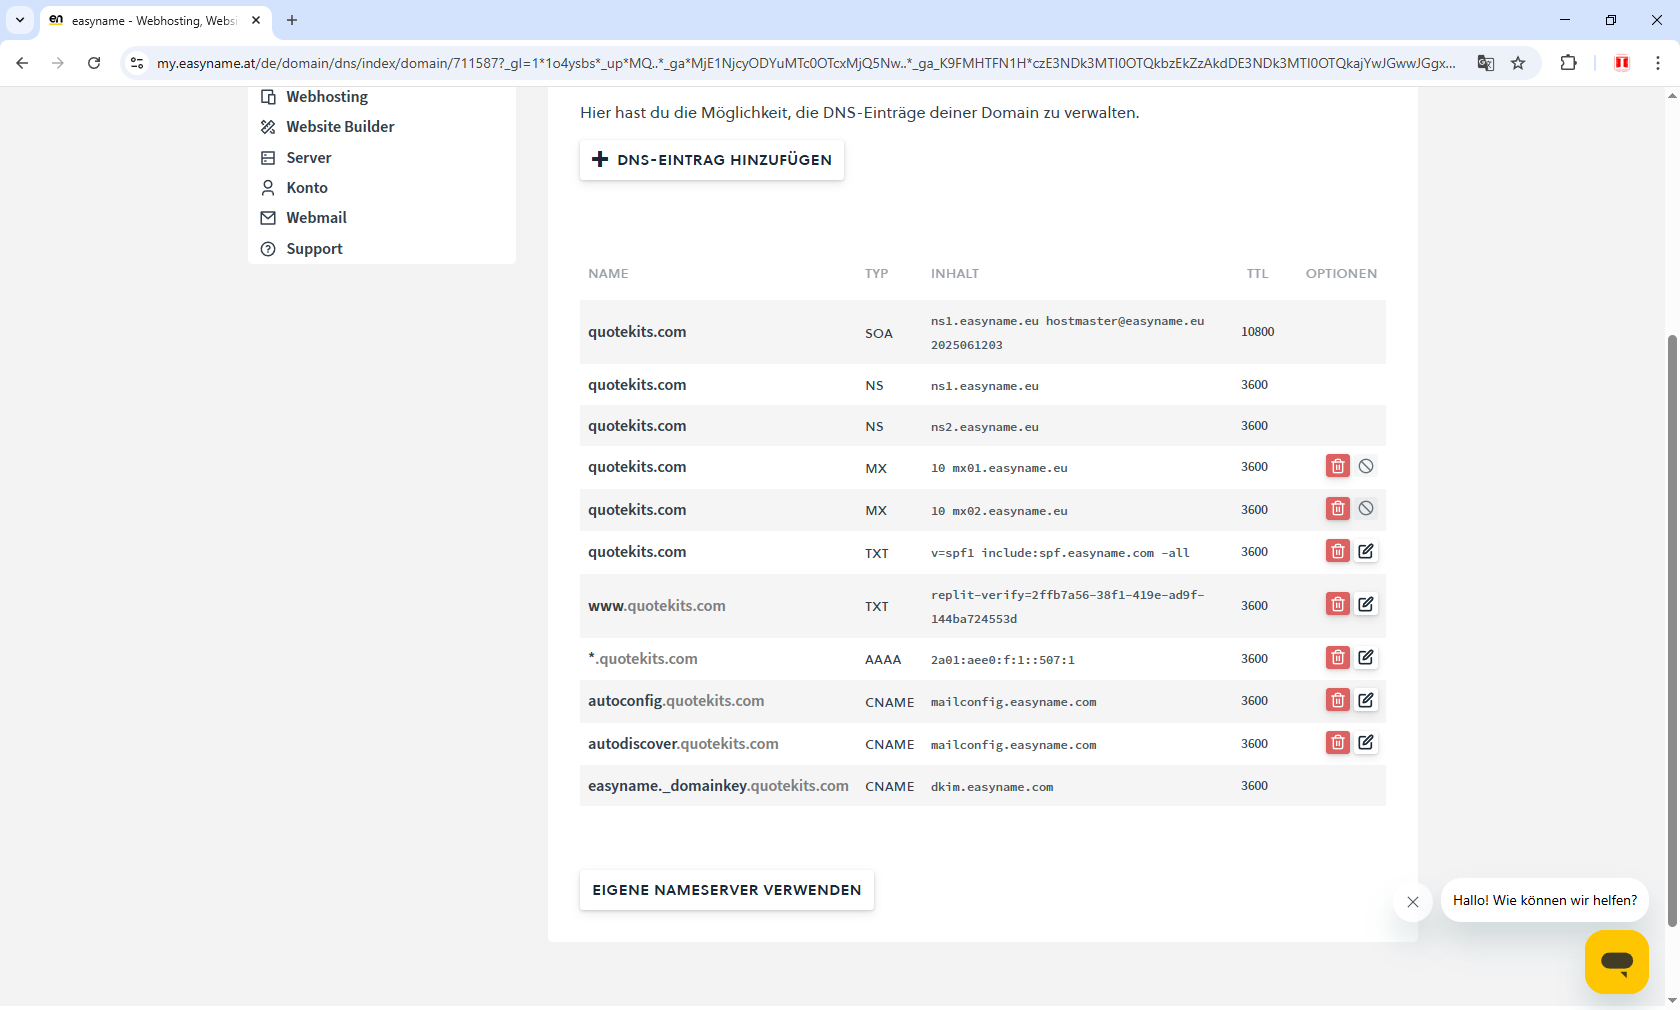 en easyname - Webhosting, Websi
my.easyname.at/de/domain/dns/index/domain/711587?_gl=1*1o4ysbs*_up*MQ..*_ga*MjE1NjcyODYuMTc0OTcxMjQ5Nw..*_ga_K9FMHTFN1H*czE3NDk3MTI0OTQkbzEkZzAkdDE3NDk3MTI0OTQkajYwJGwwJGgx...
Webhosting
Website Builder
Server
Konto
Webmail
Support
Hier hast du die Möglichkeit, die DNS-Einträge deiner Domain zu verwalten.
DNS-EINTRAG HINZUFÜGEN
NAME TYP INHALT TTL OPTIONEN
quotekits.com SOA ns1.easyname.eu hostmaster@easyname.eu 10800
2025061203
quotekits.com NS ns1.easyname.eu 3600
quotekits.com NS ns2.easyname.eu 3600
quotekits.com MX 10 mx01.easyname.eu 3600
quotekits.com MX 10 mx02.easyname.eu 3600
quotekits.com TXT v=spf1 include:spf.easyname.com -all 3600
www.quotekits.com TXT replit-verify=2ffb7a56-38f1-419e-ad9f- 3600
144ba724553d
*.quotekits.com AAAA 2a01:aee0:f:1::507:1 3600
autoconfig.quotekits.com CNAME mailconfig.easyname.com 3600
autodiscover.quotekits.com CNAME mailconfig.easyname.com 3600
easyname._domainkey.quotekits.com CNAME dkim.easyname.com 3600
EIGENE NAMESERVER VERWENDEN
Hallo! Wie können wir helfen?